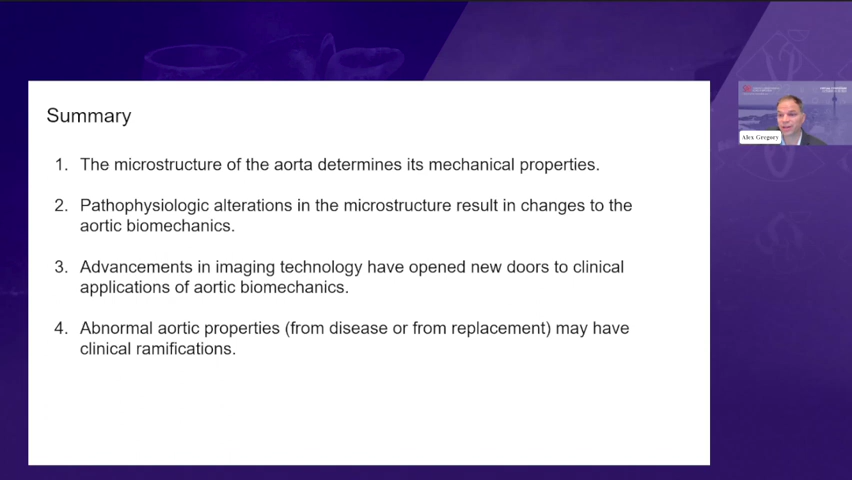 Summary
1. The microstructure of the aorta determines its mechanical properties.
2. Pathophysiologic alterations in the microstructure result in changes to the
aortic biomechanics.
3. Advancements in imaging technology have opened new doors to clinical
applications of aortic biomechanics.
4. Abnormal aortic properties (from disease or from replacement) may have
clinical ramifications.
Alex Gregory